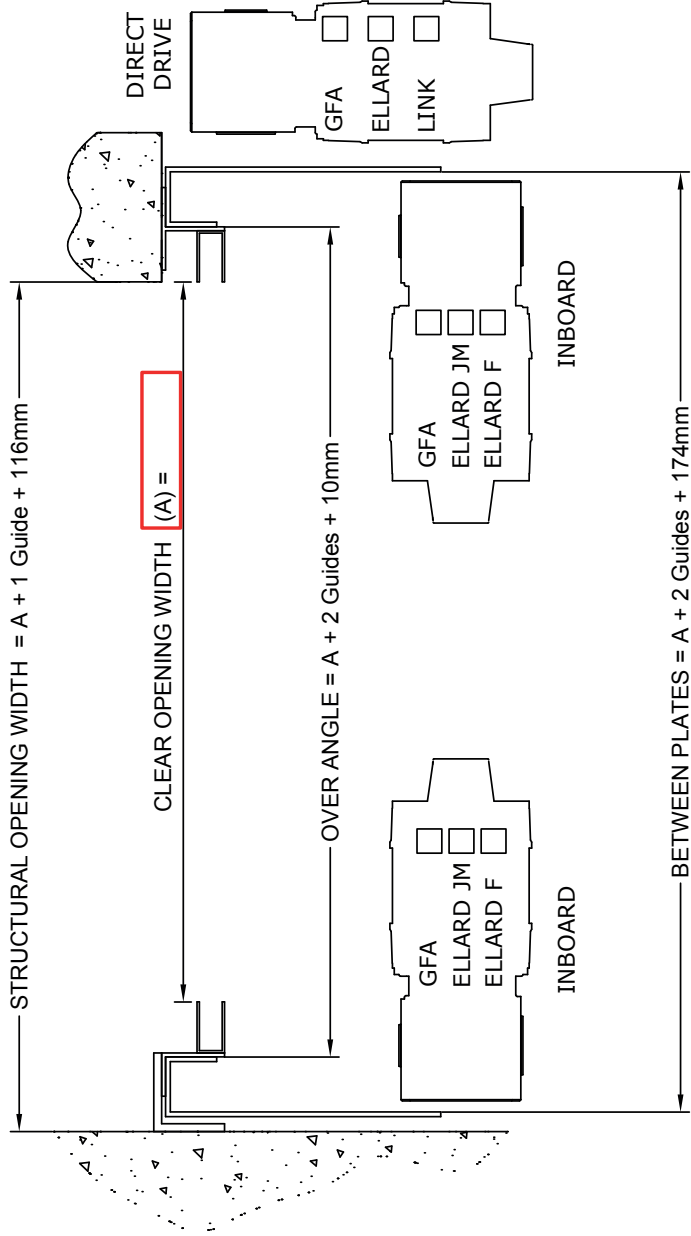 STRUCTURAL OPENING WIDTH = A + 1 Guide + 116mm
CLEAR OPENING WIDTH (A) =
OVER ANGLE = A + 2 Guides + 10mm
GFA
ELLARD JM
ELLARD F
INBOARD
GFA
ELLARD JM
ELLARD F
INBOARD
BETWEEN PLATES = A + 2 Guides + 174mm
DIRECT
DRIVE
GFA
ELLARD
LINK